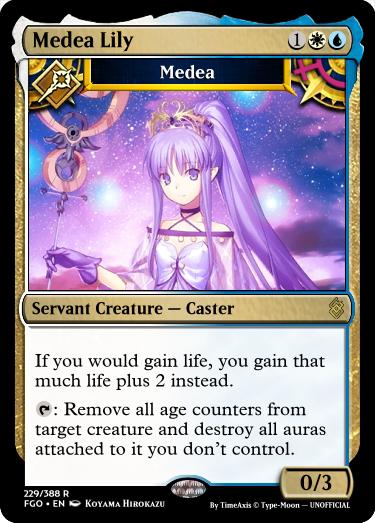 Medea Lily 1
Medea
Servant Creature — Caster
If you would gain life, you gain that
much life plus 2 instead.
: Remove all age counters from
target creature and destroy all auras
attached to it you don't control.
0/3
229/388 R
FGO • EN Koyama Hirokazu
By TimeAxis © Type-Moon — UNOFFICIAL